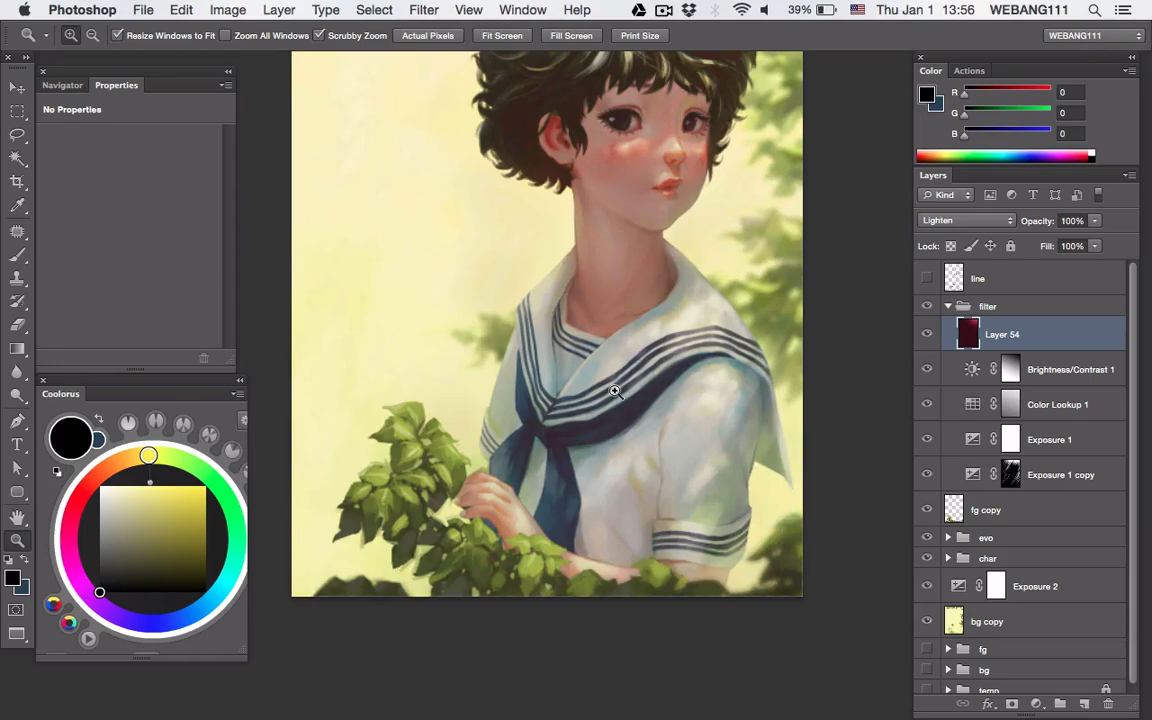 Photoshop File Edit Image Layer Type Select Filter Analysis View Window Help 39% Thu Jan 1 13:56 WEBANG111
Resize Windows to Fit Zoom All Windows Scrubby Zoom Actual Pixels Fit Screen Fill Screen Print Size WEBANG111
Navigator Properties
No Properties
Colorus
Color Actions
R 0
G 0
B 0
Layers
Kind
Lighten Opacity: 100%
Lock: Fill: 100%
line
filter
Layer 54
Brightness/Contrast 1
Color Lookup 1
Exposure 1
Exposure 1 copy
fg copy
evo
char
Exposure 2
bg copy
fg
bg
temp